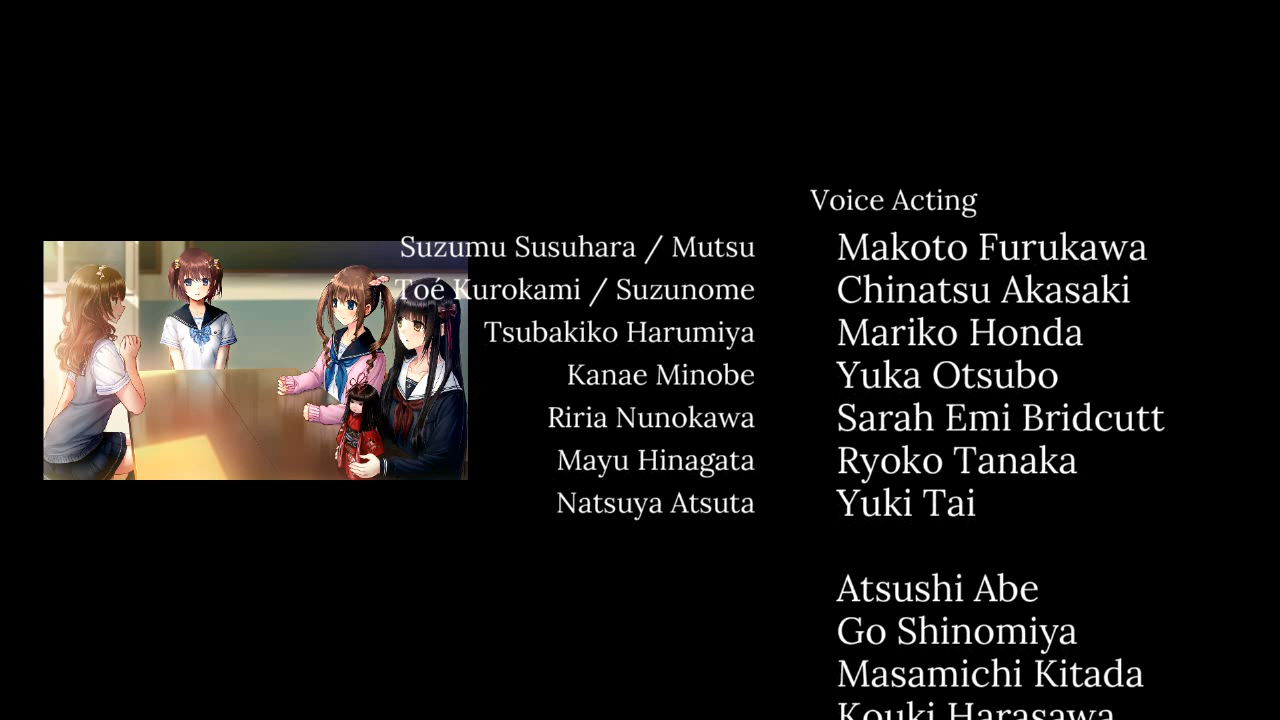 Voice Acting
Suzumu Susuhara / Mutsu Makoto Furukawa
Toé Kurokami / Suzunome Chinatsu Akasaki
Tsubakiko Harumiya Mariko Honda
Kanae Minobe Yuka Otsubo
Riria Nunokawa Sarah Emi Bridcutt
Mayu Hinagata Ryoko Tanaka
Natsuya Atsuta Yuki Tai
Atsushi Abe
Go Shinomiya
Masamichi Kitada
Kouki Harasawa